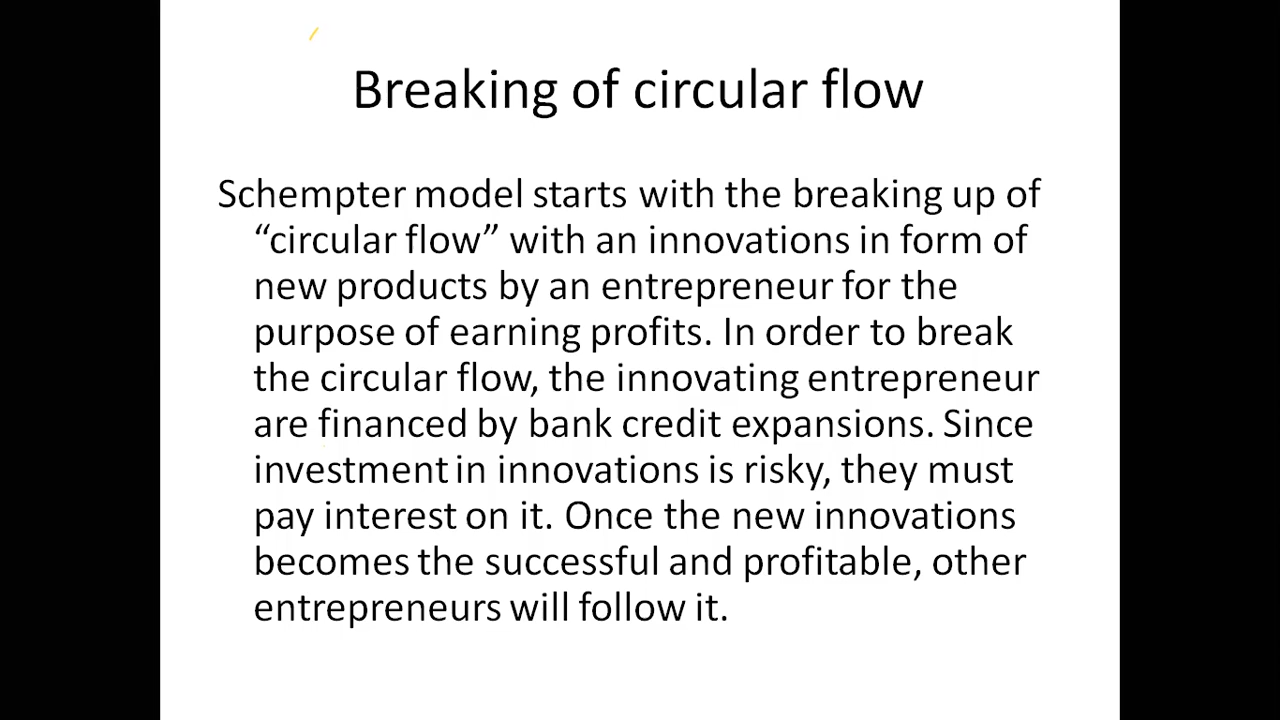 Breaking of circular flow
Schempter model starts with the breaking up of
“circular flow” with an innovations in form of
new products by an entrepreneur for the
purpose of earning profits. In order to break
the circular flow, the innovating entrepreneur
are financed by bank credit expansions. Since
investment in innovations is risky, they must
pay interest on it. Once the new innovations
becomes the successful and profitable, other
entrepreneurs will follow it.